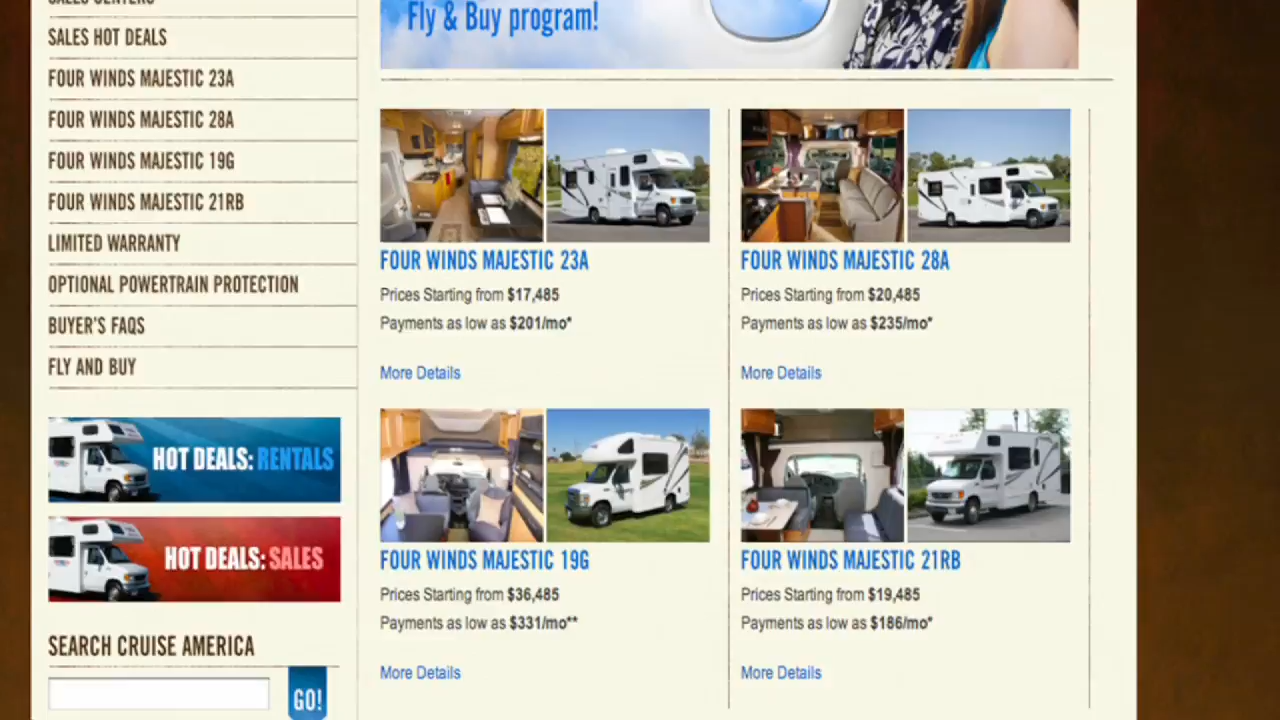 SALES CENTERS
SALES HOT DEALS
FOUR WINDS MAJESTIC 23A
FOUR WINDS MAJESTIC 28A
FOUR WINDS MAJESTIC 19G
FOUR WINDS MAJESTIC 21RB
LIMITED WARRANTY
OPTIONAL POWERTRAIN PROTECTION
BUYER'S FAQS
FLY AND BUY
HOT DEALS: RENTALS
HOT DEALS: SALES
SEARCH CRUISE AMERICA
GO!
Fly & Buy program!
FOUR WINDS MAJESTIC 23A
Prices Starting from $17,485
Payments as low as $201/mo*
More Details
FOUR WINDS MAJESTIC 28A
Prices Starting from $20,485
Payments as low as $235/mo*
More Details
FOUR WINDS MAJESTIC 19G
Prices Starting from $36,485
Payments as low as $331/mo**
More Details
FOUR WINDS MAJESTIC 21RB
Prices Starting from $19,485
Payments as low as $186/mo*
More Details